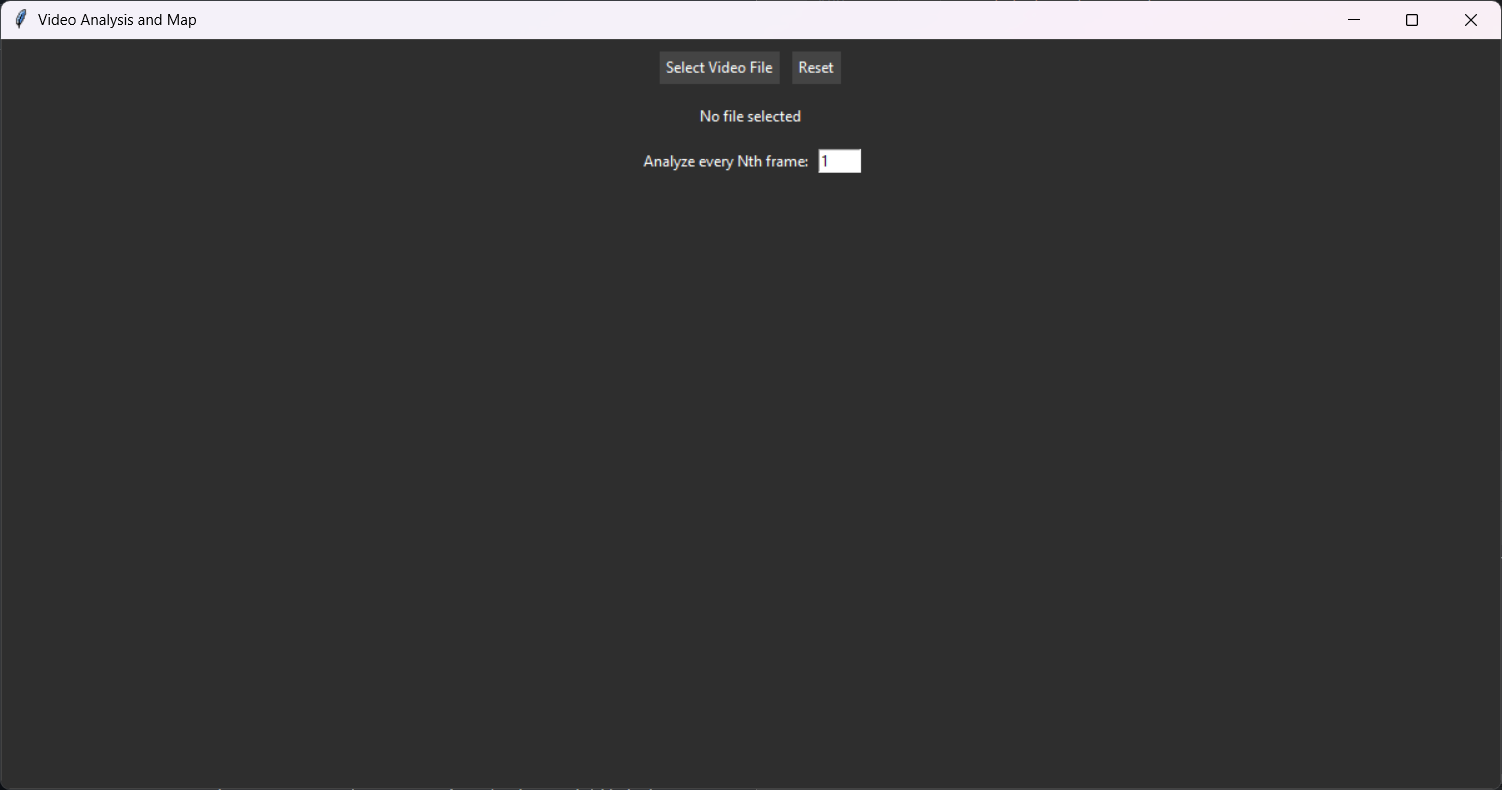 Video Analysis and Map
Select Video File Reset
No file selected
Analyze every Nth frame: 1